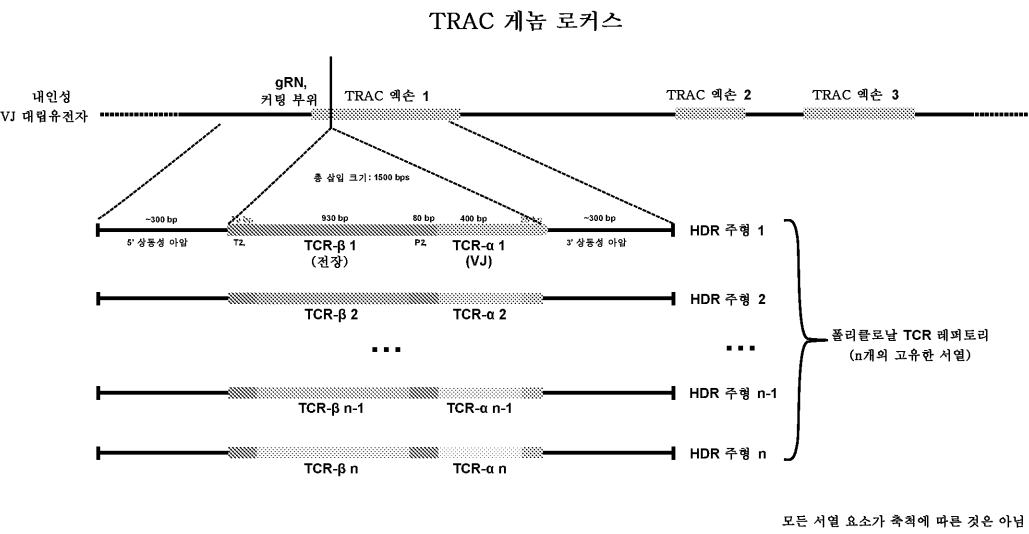 TRAC 게놈 로커스
내인성
VJ 대립유전자
gRN,
커팅 부위
TRAC 엑손 1
TRAC 엑손 2
TRAC 엑손 3
총 삽입 크기: 1500 bps
~300 bp
930 bp
80 bp
400 bp
~300 bp
HDR 주형 1
5' 상동성 아암
T2,
TCR-β 1
(전장)
P2,
TCR-α 1
(VJ)
3' 상동성 아암
HDR 주형 2
TCR-β 2
TCR-α 2
...
...
폴리클로날 TCR 레퍼토리
(n개의 고유한 서열)
HDR 주형 n-1
TCR-β n-1
TCR-α n-1
HDR 주형 n
TCR-β n
TCR-α n
모든 서열 요소가 축척에 따른 것은 아님